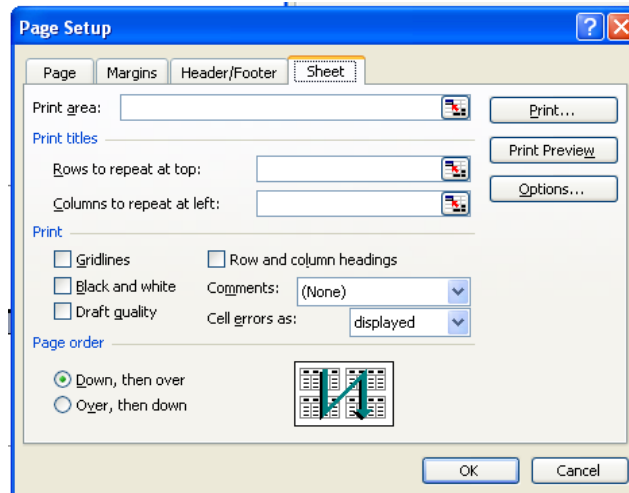 Page Setup
Page Margins Header/Footer Sheet
Print area:
Print...
Print titles
Print Preview
Rows to repeat at top:
Options...
Columns to repeat at left:
Print
Gridlines Row and column headings
Black and white Comments: (None)
Draft quality Cell errors as: displayed
Page order
Down, then over
Over, then down
OK Cancel